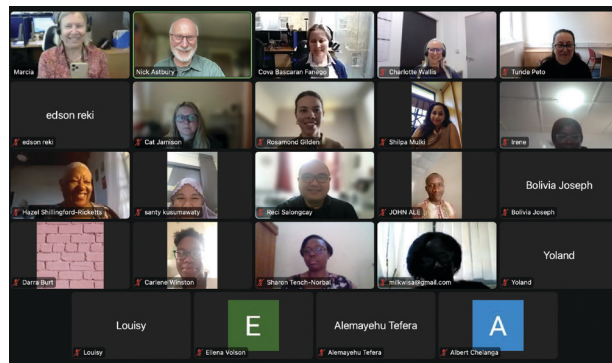 Marcia
Nick Astbury
Cova Bascaran Fanego
Charlotte Wallis
Tunde Peto
edson reki
edson reki
Cat Jamison
Rosamond Gilden
Shilpa Mulki
Irene
Hazel Shillingford-Ricketts
santy kusumawaty
Reci Salongcay
JOHN ALE
Bolivia Joseph
Bolivia Joseph
Darra Burt
Carlene Winston
Sharon Tench-Norbal
milkwisa@gmail.com
Yoland
Yoland
Louisy
Louisy
E
Ellena Volson
Alemayehu Tefera
Alemayehu Tefera
A
Albert Chelanga